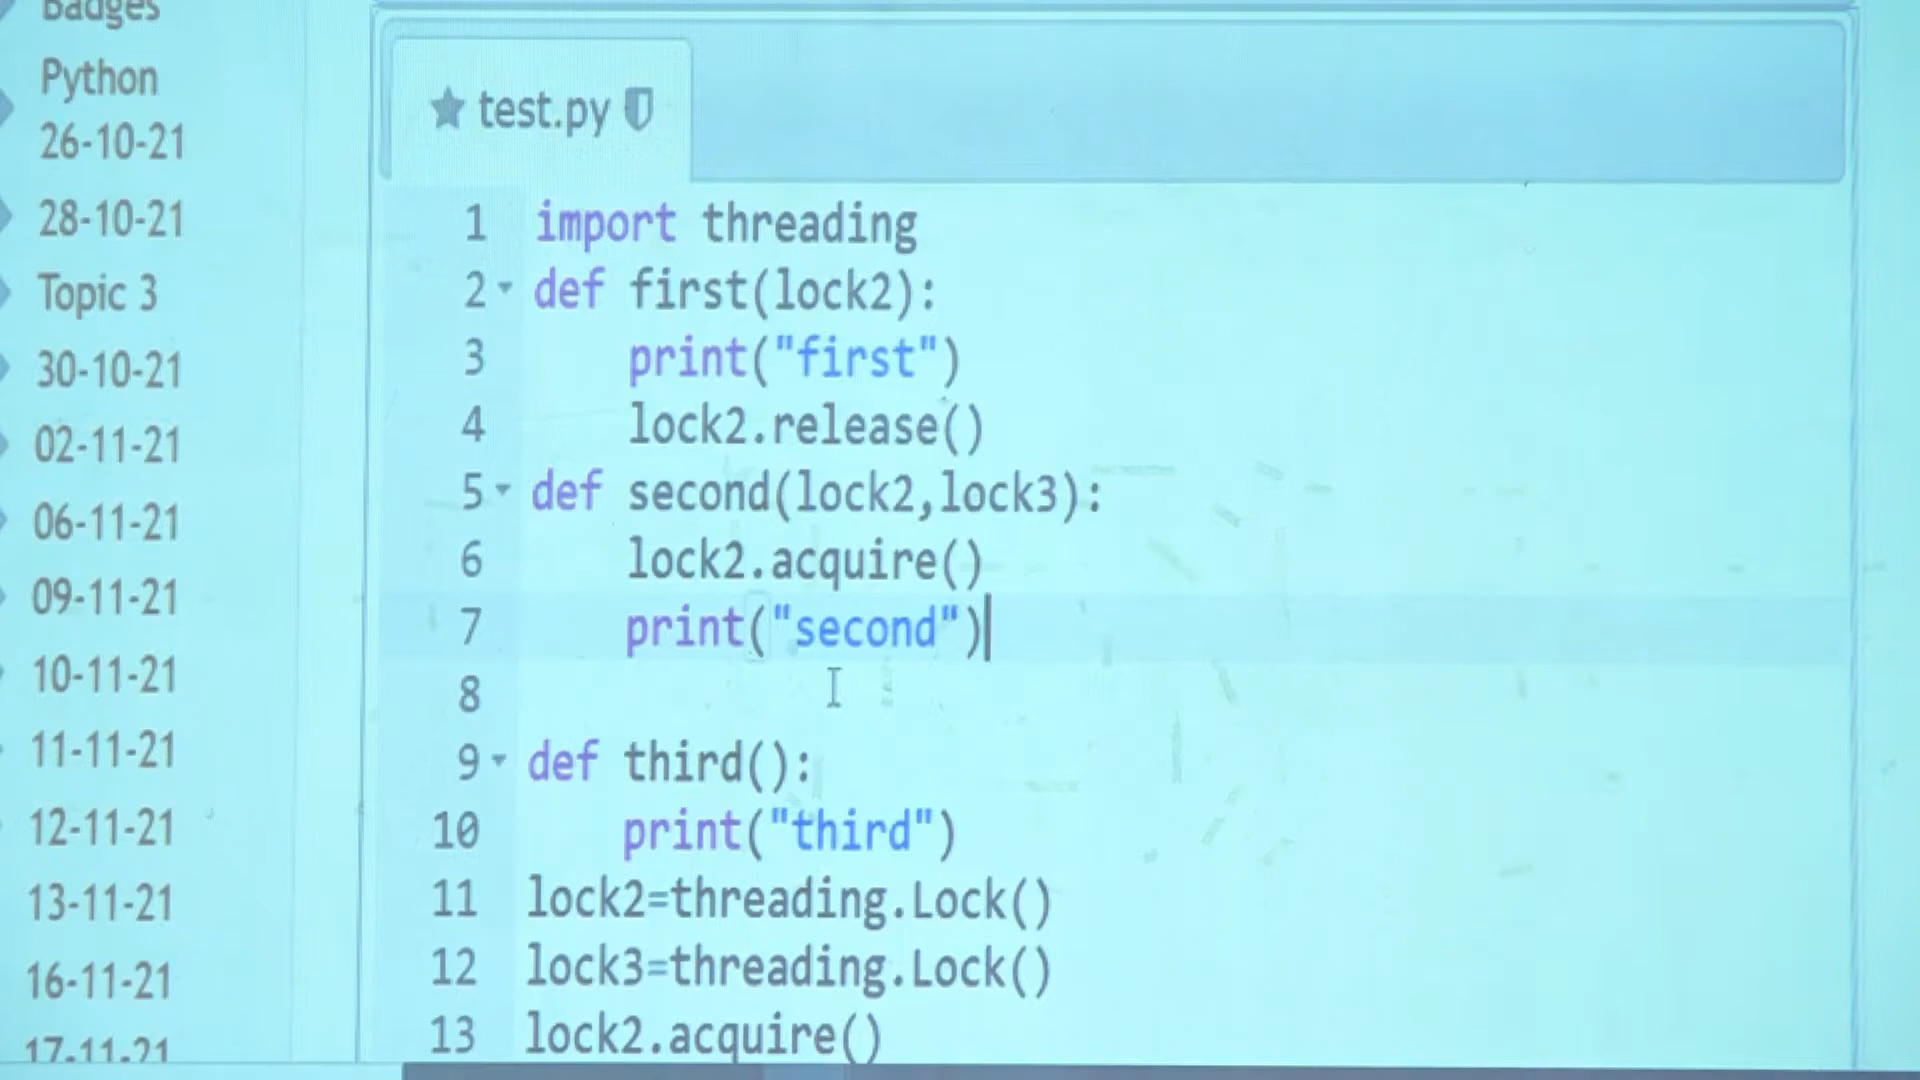 Badges
Python
26-10-21
28-10-21
Topic 3
30-10-21
02-11-21
06-11-21
09-11-21
10-11-21
11-11-21
12-11-21
13-11-21
16-11-21
17-11-21
test.py
1 import threading
2 def first(lock2):
3 print("first")
4 lock2.release()
5 def second(lock2,lock3):
6 lock2.acquire()
7 print("second")
8
9 def third():
10 print("third")
11 lock2=threading.Lock()
12 lock3=threading.Lock()
13 lock2.acquire()